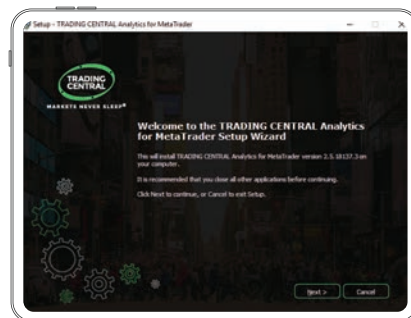 Setup - TRADING CENTRAL Analytics for MetaTrader
TRADING
CENTRAL
MARKETS NEVER SLEEP®
Welcome to the TRADING CENTRAL Analytics
for MetaTrader Setup Wizard
This will install TRADING CENTRAL Analytics for MetaTrader version 2.5.18137.3 on
your computer.
It is recommended that you close all other applications before continuing.
Click Next to continue, or Cancel to exit Setup.
Next >
Cancel